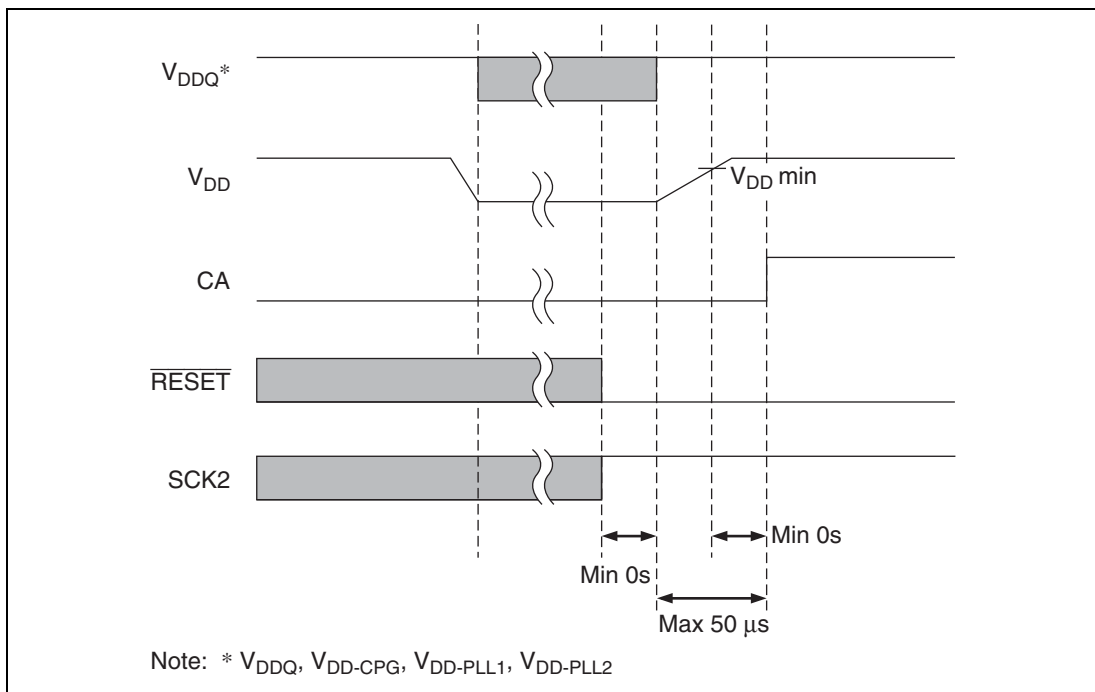 VDDQ*
VDD
VDD min
CA
RESET
SCK2
Min 0s
Min 0s
Max 50 μs
Note: * VDDQ, VDD-CPG, VDD-PLL1, VDD-PLL2